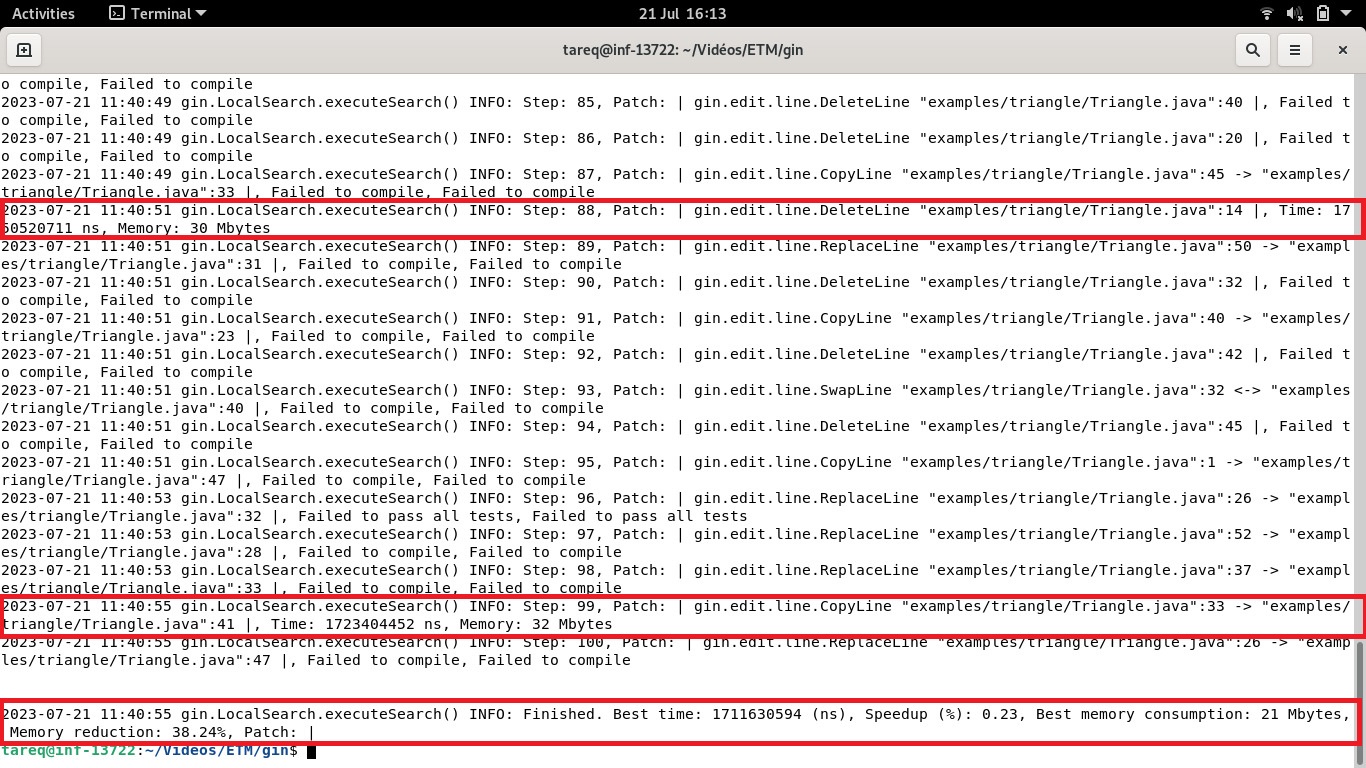 Activities
Terminal
21 Jul 16:13
tareq@inf-13722: ~/Vidéos/ETM/gin
o compile, Failed to compile
2023-07-21 11:40:49 gin.LocalSearch.executeSearch() INFO: Step: 85, Patch: | gin.edit.line.DeleteLine "examples/triangle/Triangle.java":40 |, Failed t
o compile, Failed to compile
2023-07-21 11:40:49 gin.LocalSearch.executeSearch() INFO: Step: 86, Patch: | gin.edit.line.DeleteLine "examples/triangle/Triangle.java":20 |, Failed t
o compile, Failed to compile
2023-07-21 11:40:49 gin.LocalSearch.executeSearch() INFO: Step: 87, Patch: | gin.edit.line.CopyLine "examples/triangle/Triangle.java":45 -> "examples/
triangle/Triangle.java":33 |, Failed to compile, Failed to compile
2023-07-21 11:40:51 gin.LocalSearch.executeSearch() INFO: Step: 88, Patch: | gin.edit.line.DeleteLine "examples/triangle/Triangle.java":14 |, Time: 17
60520711 ns, Memory: 30 Mbytes
2023-07-21 11:40:51 gin.LocalSearch.executeSearch() INFO: Step: 89, Patch: | gin.edit.line.ReplaceLine "examples/triangle/Triangle.java":50 -> "exampl
es/triangle/Triangle.java":31 |, Failed to compile, Failed to compile
2023-07-21 11:40:51 gin.LocalSearch.executeSearch() INFO: Step: 90, Patch: | gin.edit.line.DeleteLine "examples/triangle/Triangle.java":32 |, Failed t
o compile, Failed to compile
2023-07-21 11:40:51 gin.LocalSearch.executeSearch() INFO: Step: 91, Patch: | gin.edit.line.CopyLine "examples/triangle/Triangle.java":40 -> "examples/
triangle/Triangle.java":23 |, Failed to compile, Failed to compile
2023-07-21 11:40:51 gin.LocalSearch.executeSearch() INFO: Step: 92, Patch: | gin.edit.line.DeleteLine "examples/triangle/Triangle.java":42 |, Failed t
o compile, Failed to compile
2023-07-21 11:40:51 gin.LocalSearch.executeSearch() INFO: Step: 93, Patch: | gin.edit.line.SwapLine "examples/triangle/Triangle.java":32 <-> "examples
/triangle/Triangle.java":40 |, Failed to compile, Failed to compile
2023-07-21 11:40:51 gin.LocalSearch.executeSearch() INFO: Step: 94, Patch: | gin.edit.line.DeleteLine "examples/triangle/Triangle.java":45 |, Failed t
o compile, Failed to compile
2023-07-21 11:40:51 gin.LocalSearch.executeSearch() INFO: Step: 95, Patch: | gin.edit.line.CopyLine "examples/triangle/Triangle.java":1 -> "examples/t
riangle/Triangle.java":47 |, Failed to compile, Failed to compile
2023-07-21 11:40:53 gin.LocalSearch.executeSearch() INFO: Step: 96, Patch: | gin.edit.line.ReplaceLine "examples/triangle/Triangle.java":26 -> "exampl
es/triangle/Triangle.java":32 |, Failed to pass all tests, Failed to pass all tests
2023-07-21 11:40:53 gin.LocalSearch.executeSearch() INFO: Step: 97, Patch: | gin.edit.line.ReplaceLine "examples/triangle/Triangle.java":52 -> "exampl
es/triangle/Triangle.java":28 |, Failed to compile, Failed to compile
2023-07-21 11:40:53 gin.LocalSearch.executeSearch() INFO: Step: 98, Patch: | gin.edit.line.ReplaceLine "examples/triangle/Triangle.java":37 -> "exampl
es/triangle/Triangle.java":33 |, Failed to compile, Failed to compile
2023-07-21 11:40:55 gin.LocalSearch.executeSearch() INFO: Step: 99, Patch: | gin.edit.line.CopyLine "examples/triangle/Triangle.java":33 -> "examples/
triangle/Triangle.java":41 |, Time: 1723404452 ns, Memory: 32 Mbytes
2023-07-21 11:40:55 gin.LocalSearch.executeSearch() INFO: Step: 100, Patch: | gin.edit.line.ReplaceLine "examples/triangle/Triangle.java":26 -> "examp
les/triangle/Triangle.java":47 |, Failed to compile, Failed to compile
2023-07-21 11:40:55 gin.LocalSearch.executeSearch() INFO: Finished. Best time: 1711630594 (ns), Speedup (%): 0.23, Best memory consumption: 21 Mbytes,
Memory reduction: 38.24%, Patch: |
tareq@inf-13722:~/Vidéos/ETM/gin$